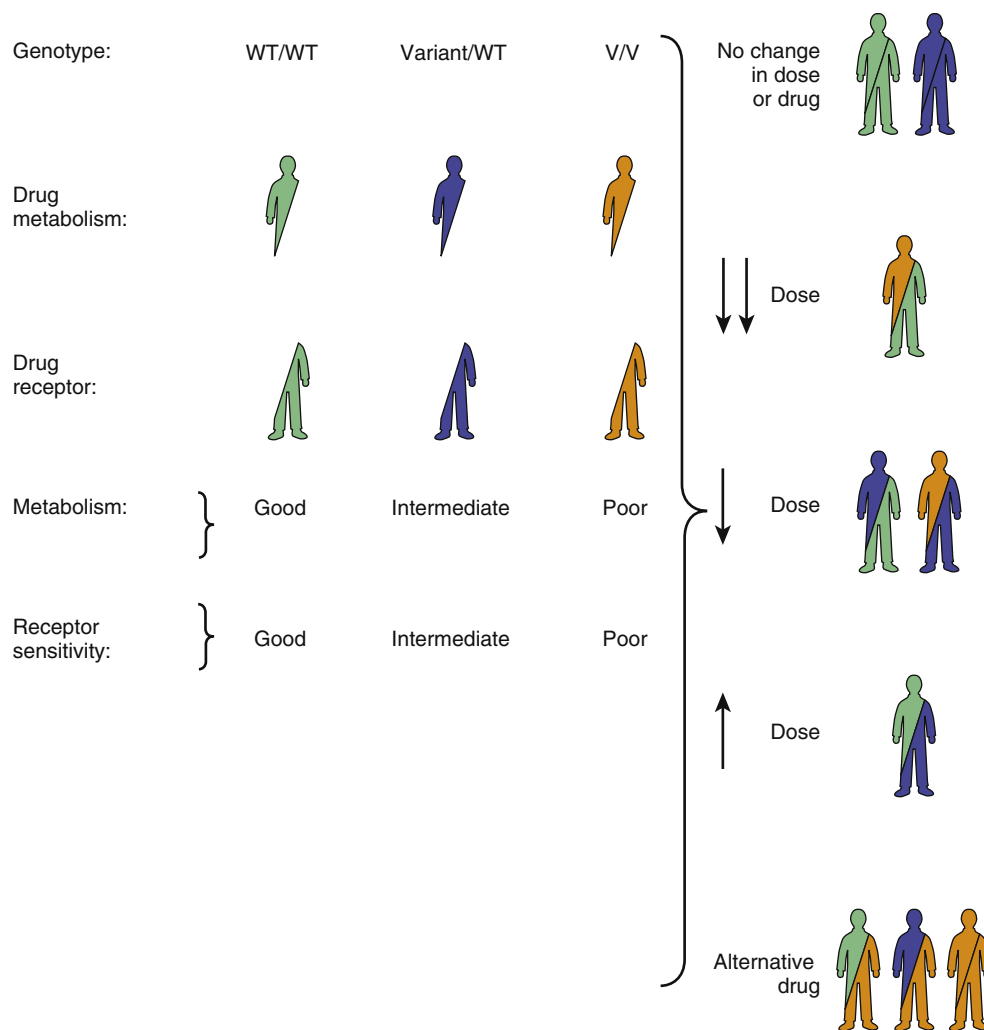 Genotype: WT/WT Variant/WT V/V
No change
in dose
or drug
Drug
metabolism:
Dose
Drug
receptor:
Metabolism: Good Intermediate Poor
Dose
Receptor
sensitivity: Good Intermediate Poor
Dose
Alternative
drug